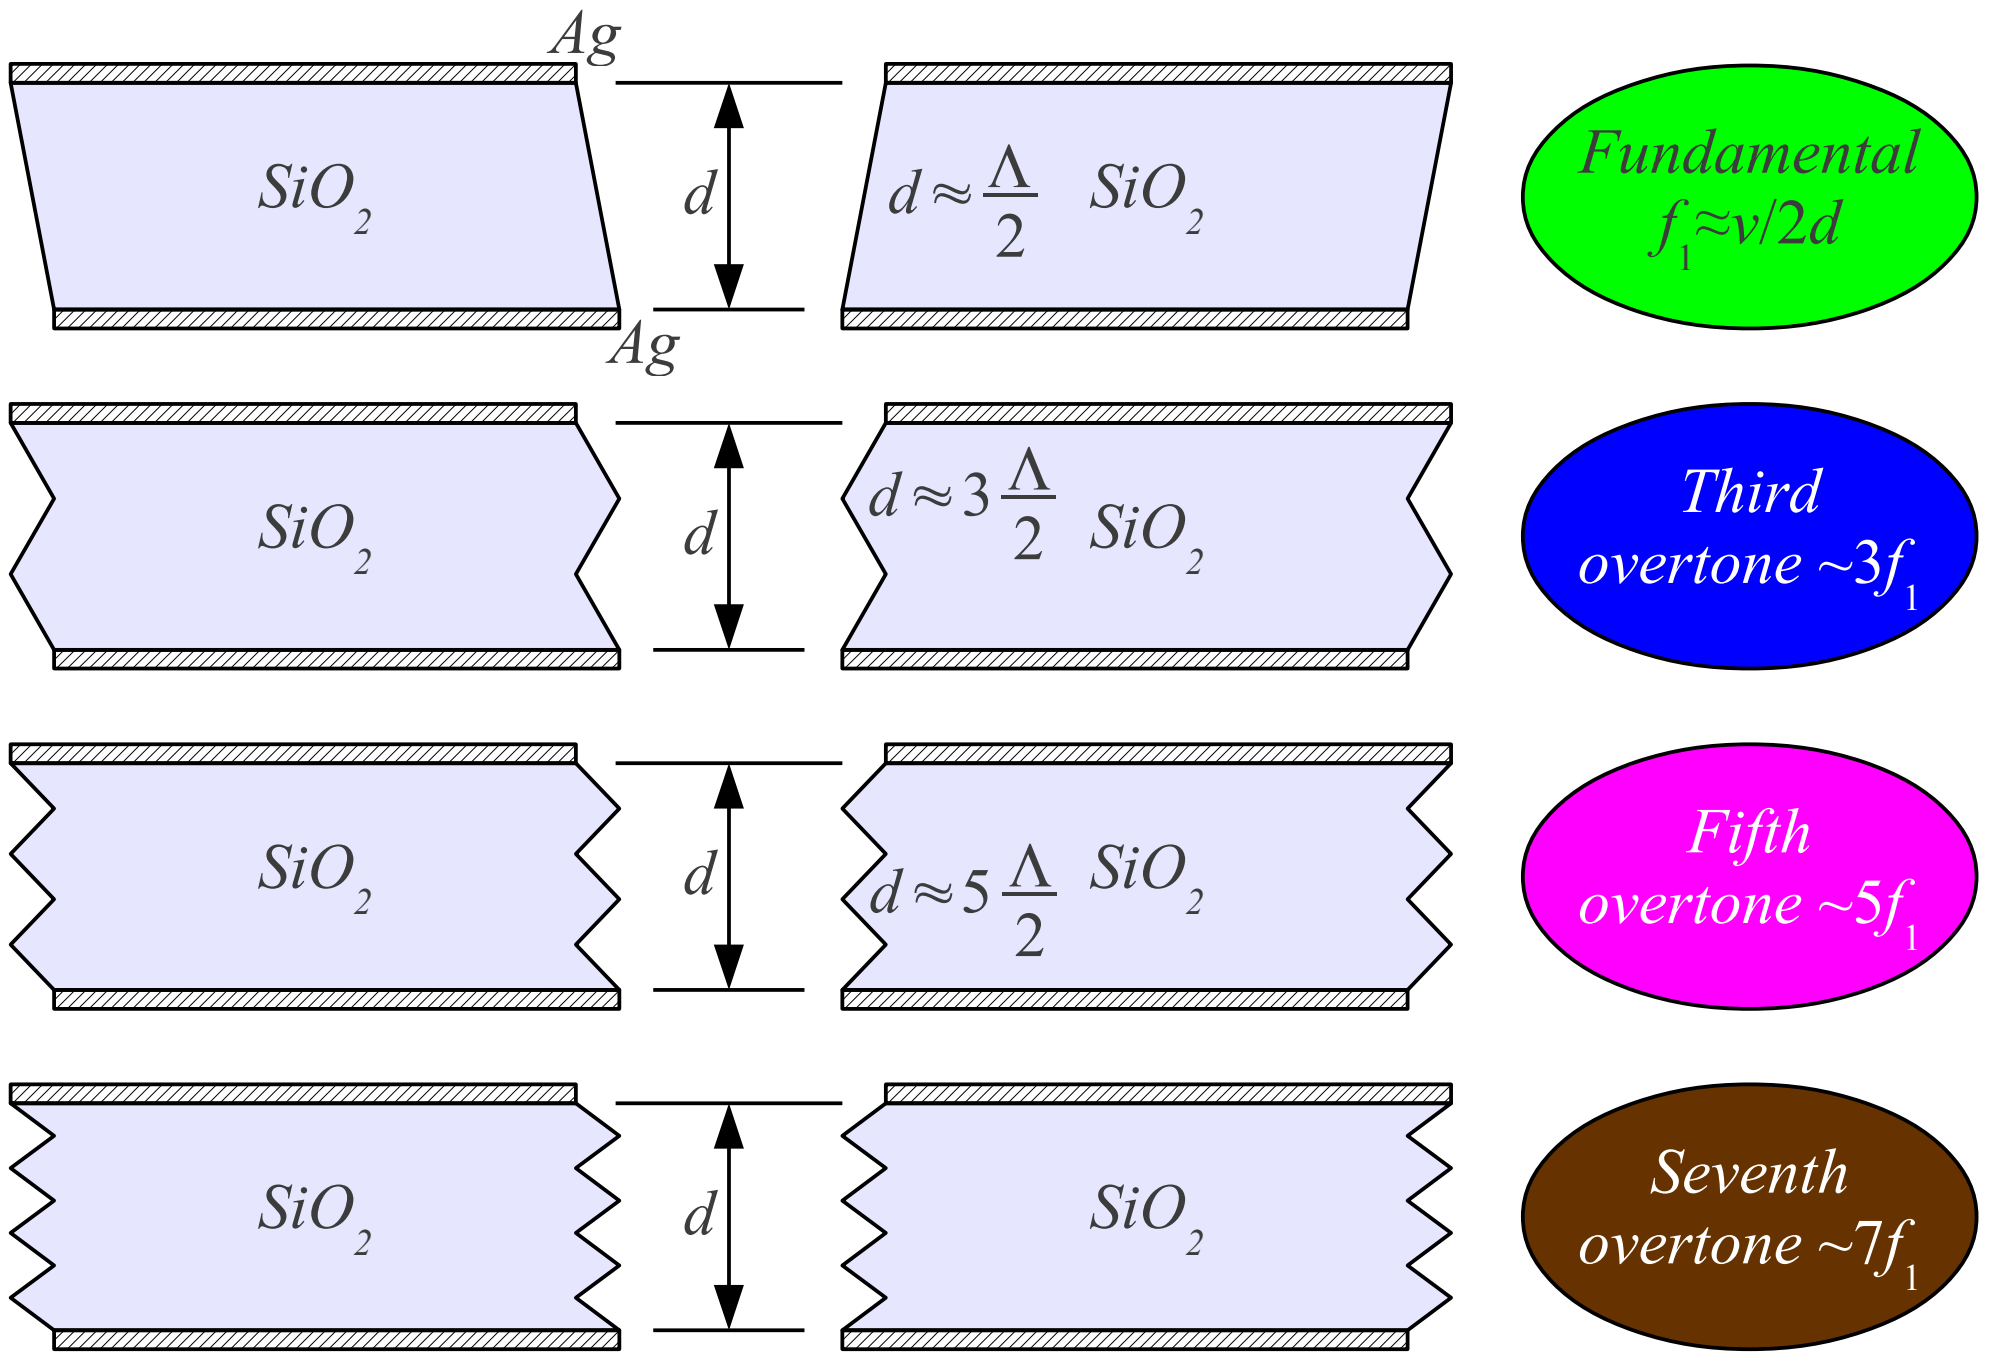 Ag
SiO₂
d
d ≈ Λ/2
SiO₂
Fundamental
f₁≈v/2d
Ag
SiO₂
d
d ≈ 3 Λ/2
SiO₂
Third
overtone ~3f₁
SiO₂
d
d ≈ 5 Λ/2
SiO₂
Fifth
overtone ~5f₁
SiO₂
d
SiO₂
Seventh
overtone ~7f₁